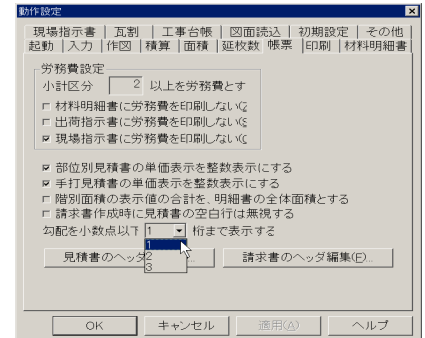 動作設定
現場指示書 瓦割 工事台帳 図面読込 初期設定 その他
起動 入力 作図 積算 面積 延枚数 帳票 印刷 材料明細書
労務費設定
小計区分 2 以上を労務費とす
材料明細書に労務費を印刷しない(Z
出荷指示書に労務費を印刷しない(S
現場指示書に労務費を印刷しない(G
部位別見積書の単価表示を整数表示にする
手打見積書の単価表示を整数表示にする
階別面積の表示値の合計を、明細書の全体面積とする
請求書作成時に見積書の空白行は無視する
勾配を小数点以下 1 桁まで表示する
1
2
3
見積書のヘッダ ... 請求書のヘッダ編集(E)...
OK キャンセル 適用(A) ヘルプ